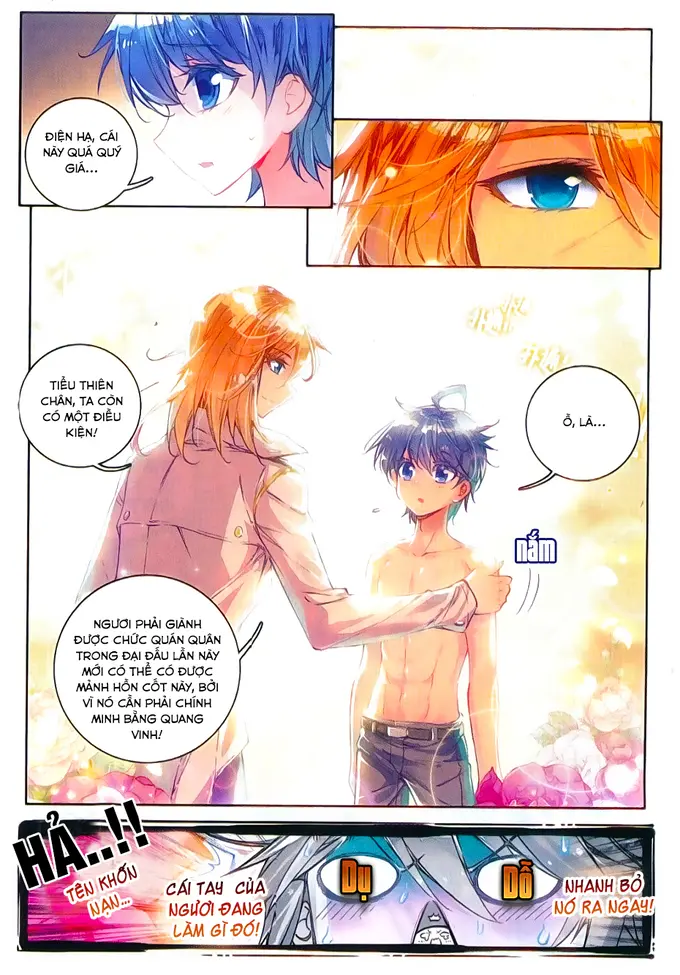 ĐIỆN HẠ, CÁI
NÀY QUÁ QUÝ
GIÁ...
TIỂU THIÊN
CHÂN, TA CÒN
CÓ MỘT ĐIỀU
KIỆN!
Ồ, LÀ...
nắm
NGƯƠI PHẢI GIÀNH
ĐƯỢC CHỨC QUÁN QUÂN
TRONG ĐẠI ĐẤU LẦN NÀY
MỚI CÓ THỂ CÓ ĐƯỢC
MẢNH HỒN CỐT NÀY, BỞI
VÌ NÓ CẦN PHẢI CHÍNH
MINH BẰNG QUANG
VINH!
HẢ..!!
TÊN KHỐN
NẠN...
CÁI TAY CỦA
NGƯƠI ĐANG
LÀM GÌ ĐÓ!
Dụ
Dỗ
NHANH BỎ
NÓ RA NGAY!